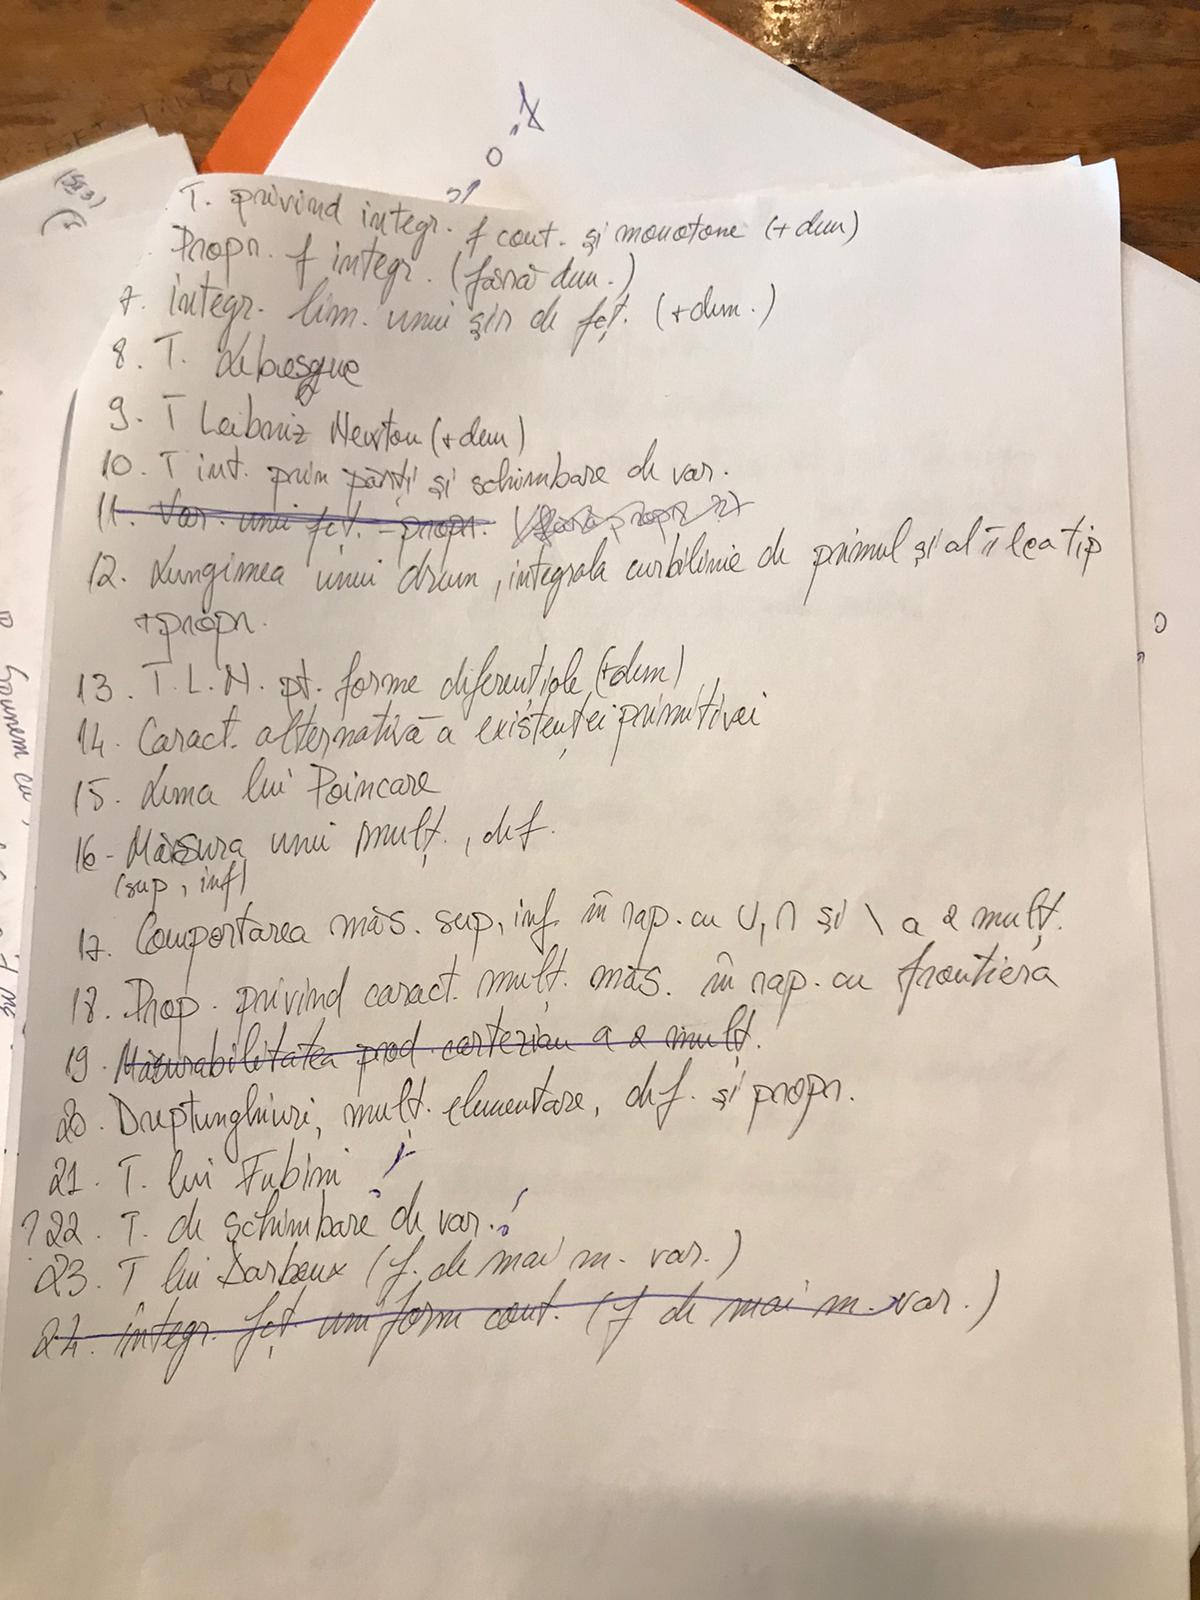 T. privind integr. f cont. și monotone (+dem)
Propr. f integr. (fără dem.)
7. integr. lim. unui șir de fct. (+dem.)
8. T. Lebesgue
9. T Leibniz Newton (+dem)
10. T int. prin părți și schimbare de var.
11. Var. unei fct. - propr.
12. Lungimea unui drum, integrala curbilinie de primul și al II lea tip
+propr.
13. T.L.N. pt. forme diferențiale (+dem)
14. Caract. alternativă a existenței primitivei
15. Lema lui Poincare
16 - Măsura unei mulț., def.
(sup, inf)
17. Comportarea măs. sup, inf. în rap. cu ∪, ∩ și \ a 2 mulț.
18. Prop. privind caract. mulț. măs. în rap. cu frontiera
19. Măsurabilitatea prod cartezian a 2 mulț.
20. Dreptunghiuri, mulț. elementare, def. și propr.
21. T. lui Fubini !
?22. T. de schimbare de var. !
23. T lui Darboux (f. de mai m. var.)
24. integr. fct uniform cont. (f de mai m. var.)